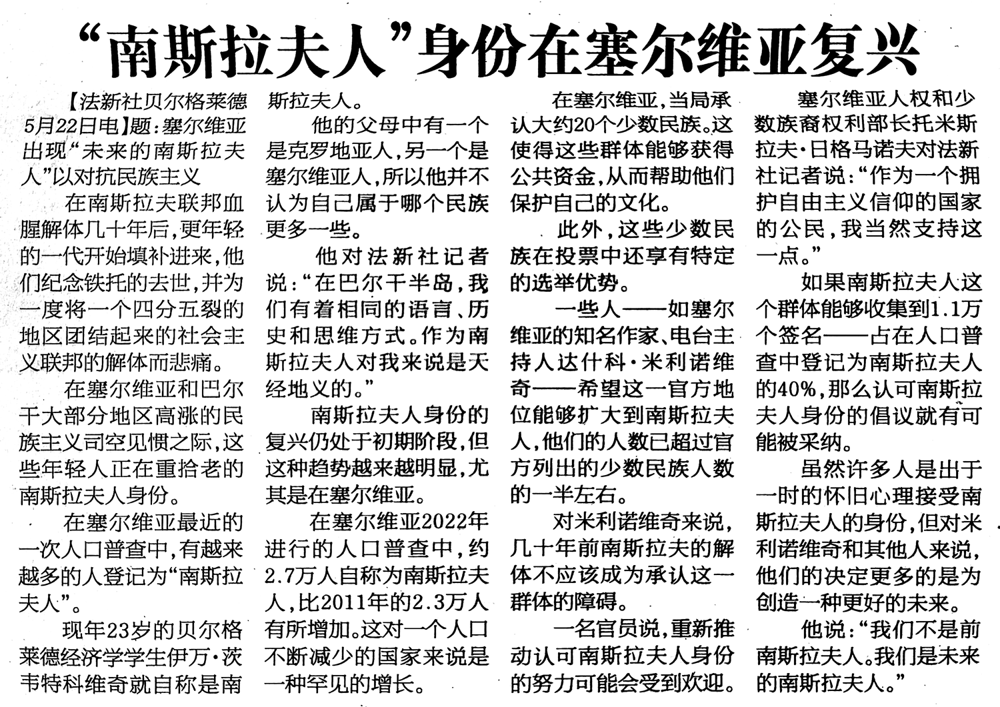 “南斯拉夫人”身份在塞尔维亚复兴
【法新社贝尔格莱德
5月22日电】题：塞尔维亚
出现“未来的南斯拉夫
人”以对抗民族主义
在南斯拉夫联邦血
腥解体几十年后，更年轻
的一代开始填补进来，他
们纪念铁托的去世，并为
一度将一个四分五裂的
地区团结起来的社会主
义联邦的解体而悲痛。
在塞尔维亚和巴尔
干大部分地区高涨的民
族主义司空见惯之际，这
些年轻人正在重拾老的
南斯拉夫人身份。
在塞尔维亚最近的
一次人口普查中，有越来
越多的人登记为“南斯拉
夫人”。
现年23岁的贝尔格
莱德经济学学生伊万·茨
韦特科维奇就自称是南
斯拉夫人。
他的父母中有一个
是克罗地亚人，另一个是
塞尔维亚人，所以他并不
认为自己属于哪个民族
更多一些。
他对法新社记者
说：“在巴尔干半岛，我
们有着相同的语言、历
史和思维方式。作为南
斯拉夫人对我来说是天
经地义的。”
南斯拉夫人身份的
复兴仍处于初期阶段，但
这种趋势越来越明显，尤
其是在塞尔维亚。
在塞尔维亚2022年
进行的人口普查中，约
2.7万人自称为南斯拉夫
人，比2011年的2.3万人
有所增加。这对一个人口
不断减少的国家来说是
一种罕见的增长。
在塞尔维亚，当局承
认大约20个少数民族。这
使得这些群体能够获得
公共资金，从而帮助他们
保护自己的文化。
此外，这些少数民
族在投票中还享有特定
的选举优势。
一些人——如塞尔
维亚的知名作家、电台主
持人达什科·米利诺维
奇——希望这一官方地
位能够扩大到南斯拉夫
人，他们的人数已超过官
方列出的少数民族人数
的一半左右。
对米利诺维奇来说，
几十年前南斯拉夫的解
体不应该成为承认这一
群体的障碍。
一名官员说，重新推
动认可南斯拉夫人身份
的努力可能会受到欢迎。
塞尔维亚人权和少
数族裔权利部长托米斯
拉夫·日格马诺夫对法新
社记者说：“作为一个拥
护自由主义信仰的国家
的公民，我当然支持这
一点。”
如果南斯拉夫人这
个群体能够收集到1.1万
个签名——占在人口普
查中登记为南斯拉夫人
的40%，那么认可南斯拉
夫人身份的倡议就有可
能被采纳。
虽然许多人是出于
一时的怀旧心理接受南
斯拉夫人的身份，但对米
利诺维奇和其他人来说，
他们的决定更多的是为
创造一种更好的未来。
他说：“我们不是前
南斯拉夫人。我们是未来
的南斯拉夫人。”